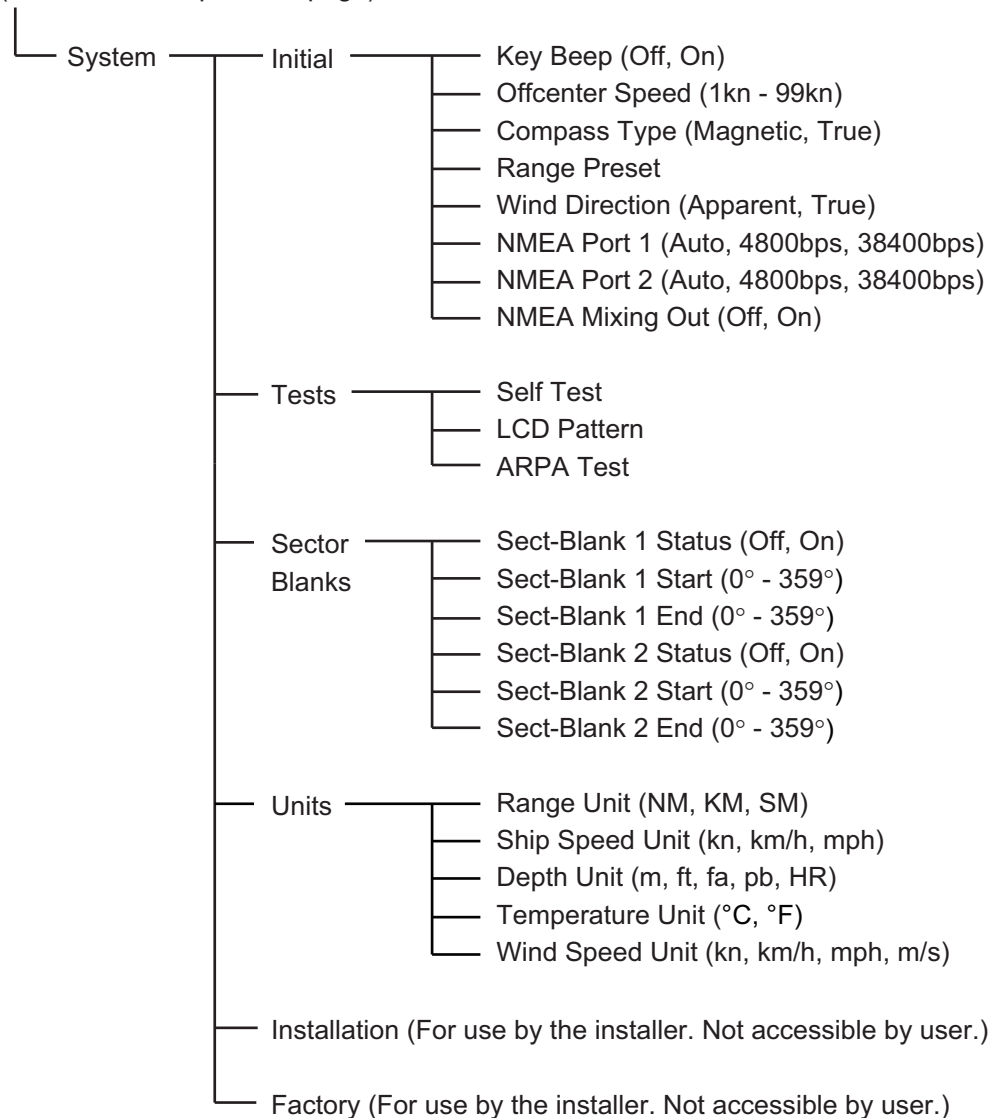 System
Initial
Key Beep (Off, On)
Offcenter Speed (1kn - 99kn)
Compass Type (Magnetic, True)
Range Preset
Wind Direction (Apparent, True)
NMEA Port 1 (Auto, 4800bps, 38400bps)
NMEA Port 2 (Auto, 4800bps, 38400bps)
NMEA Mixing Out (Off, On)
Tests
Self Test
LCD Pattern
ARPA Test
Sector
Blanks
Sect-Blank 1 Status (Off, On)
Sect-Blank 1 Start (0° - 359°)
Sect-Blank 1 End (0° - 359°)
Sect-Blank 2 Status (Off, On)
Sect-Blank 2 Start (0° - 359°)
Sect-Blank 2 End (0° - 359°)
Units
Range Unit (NM, KM, SM)
Ship Speed Unit (kn, km/h, mph)
Depth Unit (m, ft, fa, pb, HR)
Temperature Unit (°C, °F)
Wind Speed Unit (kn, km/h, mph, m/s)
Installation (For use by the installer. Not accessible by user.)
Factory (For use by the installer. Not accessible by user.)